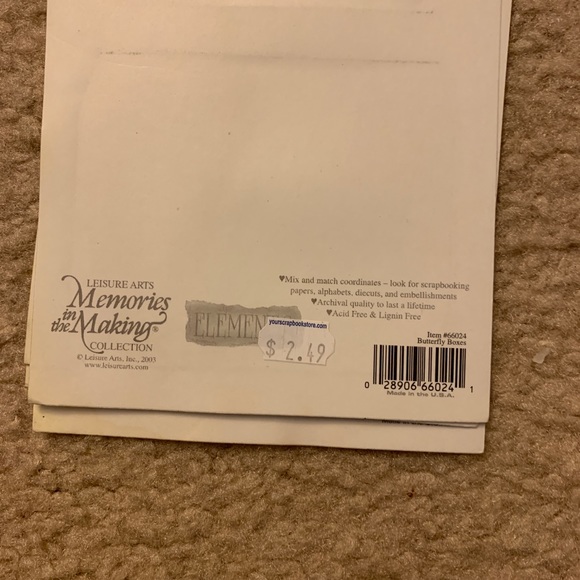 LEISURE ARTS
Memories
in
the Making®
COLLECTION
© Leisure Arts, Inc., 2005
www.leisurearts.com
ELEMEN
yourscrapbookstore.com
$ 2.49
♥Mix and match coordinates – look for scrapbooking
papers, alphabets, diecuts, and embellishments
♥Archival quality to last a lifetime
♥Acid Free & Lignin Free
Item #66024
Butterfly Boxes
0 28906 66024 1
Made in the U.S.A.